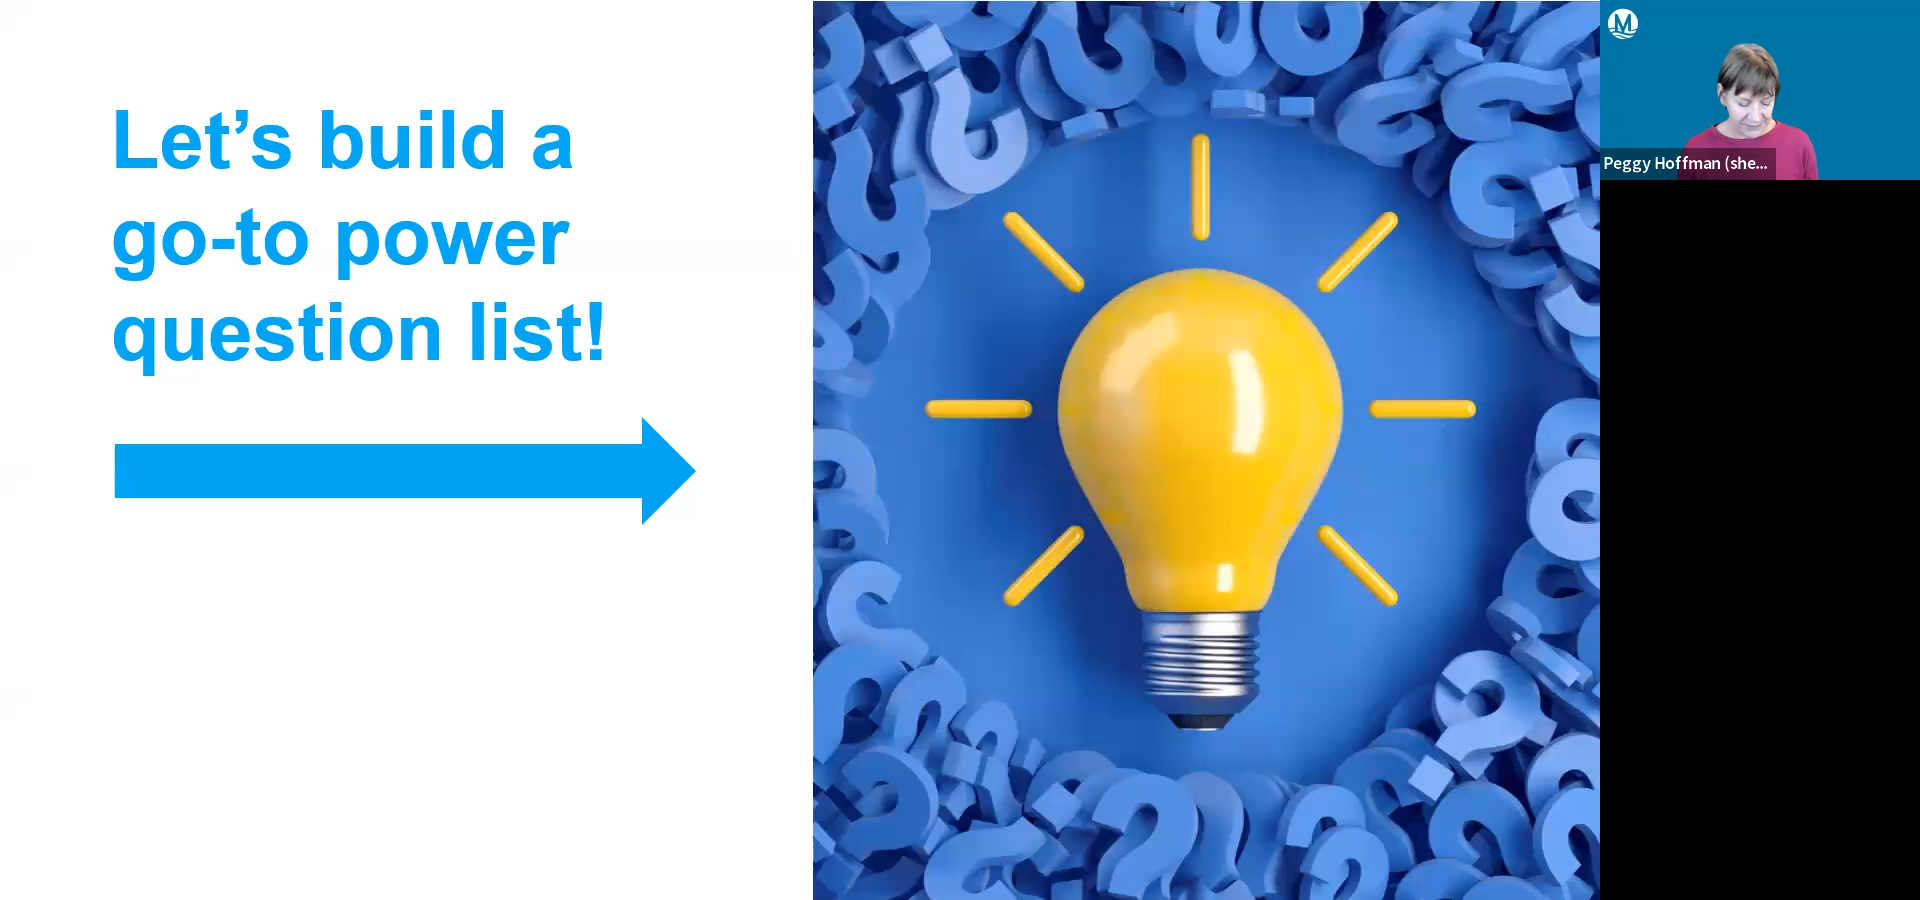 Let’s build a
go-to power
question list!
M
Peggy Hoffman (she...